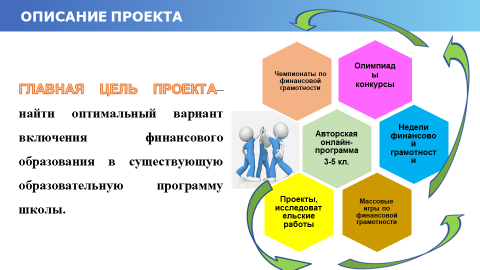 ОПИСАНИЕ ПРОЕКТА
ГЛАВНАЯ ЦЕЛЬ ПРОЕКТА–
найти оптимальный вариант
включения финансового
образования в существующую
образовательную программу
школы.
Чемпионаты по
финансовой
грамотности
Олимпиад
ы
конкурсы
Авторская
онлайн-
программа
3-5 кл.
Недели
финансово
й
грамотност
и
Проекты,
исследоват
ельские
работы
Массовые
игры по
финансовой
грамотности